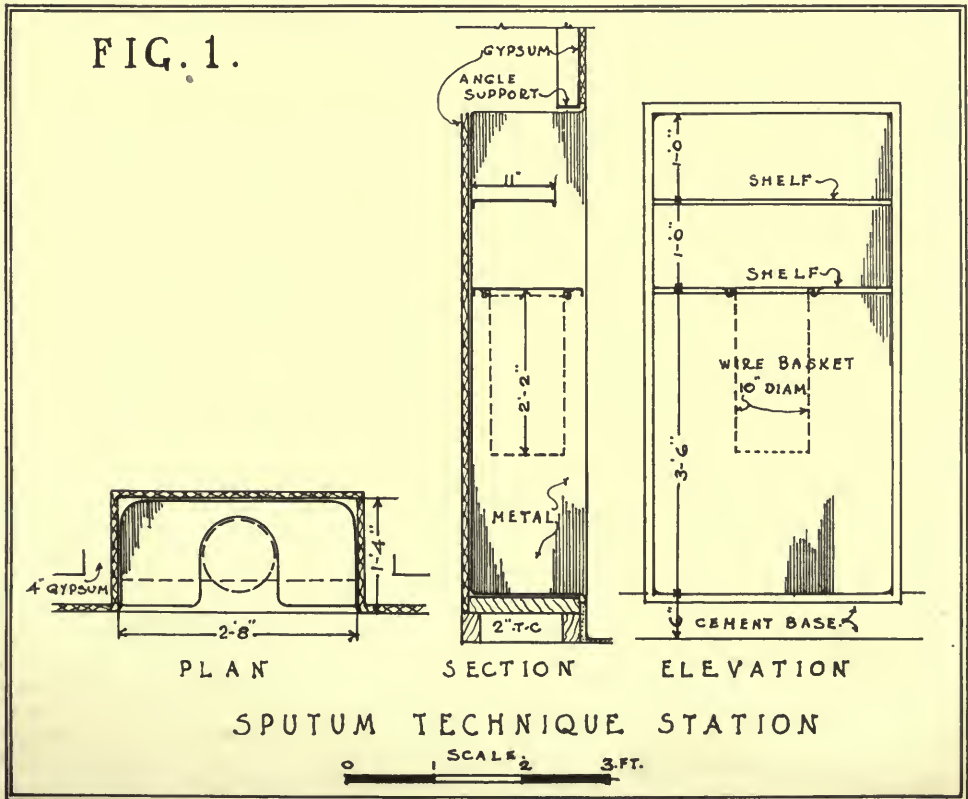 FIG. 1.
GYPSUM
ANGLE
SUPPORT
11"
2'-2"
METAL
2" T.C
1'-0"
SHELF
1'-0"
SHELF
WIRE BASKET
10" DIAM.
3'-6"
6"
CEMENT BASE.
4" GYPSUM
1'-4"
2'-8"
PLAN
SECTION
ELEVATION
SPUTUM TECHNIQUE STATION
SCALE.
0 1 2 3 FT.